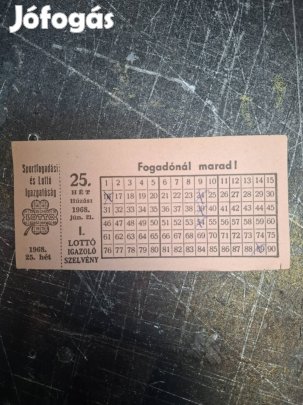 Jófogás
Sportfogadási
és Lottó
Igazgatóság
LOTTÓ
1968.
25. hét
25.
HÉT
Húzás:
1968.
jún. 21.
I.
LOTTÓ
IGAZOLÓ
SZELVÉNY
Fogadónál marad!
1 2 3 4 5 6 7 8 9 10 11 12 13 14 15
16 17 18 19 20 21 22 23 24 25 26 27 28 29 30
31 32 33 34 35 36 37 38 39 40 41 42 43 44 45
46 47 48 49 50 51 52 53 54 55 56 57 58 59 60
61 62 63 64 65 66 67 68 69 70 71 72 73 74 75
76 77 78 79 80 81 82 83 84 85 86 87 88 89 90